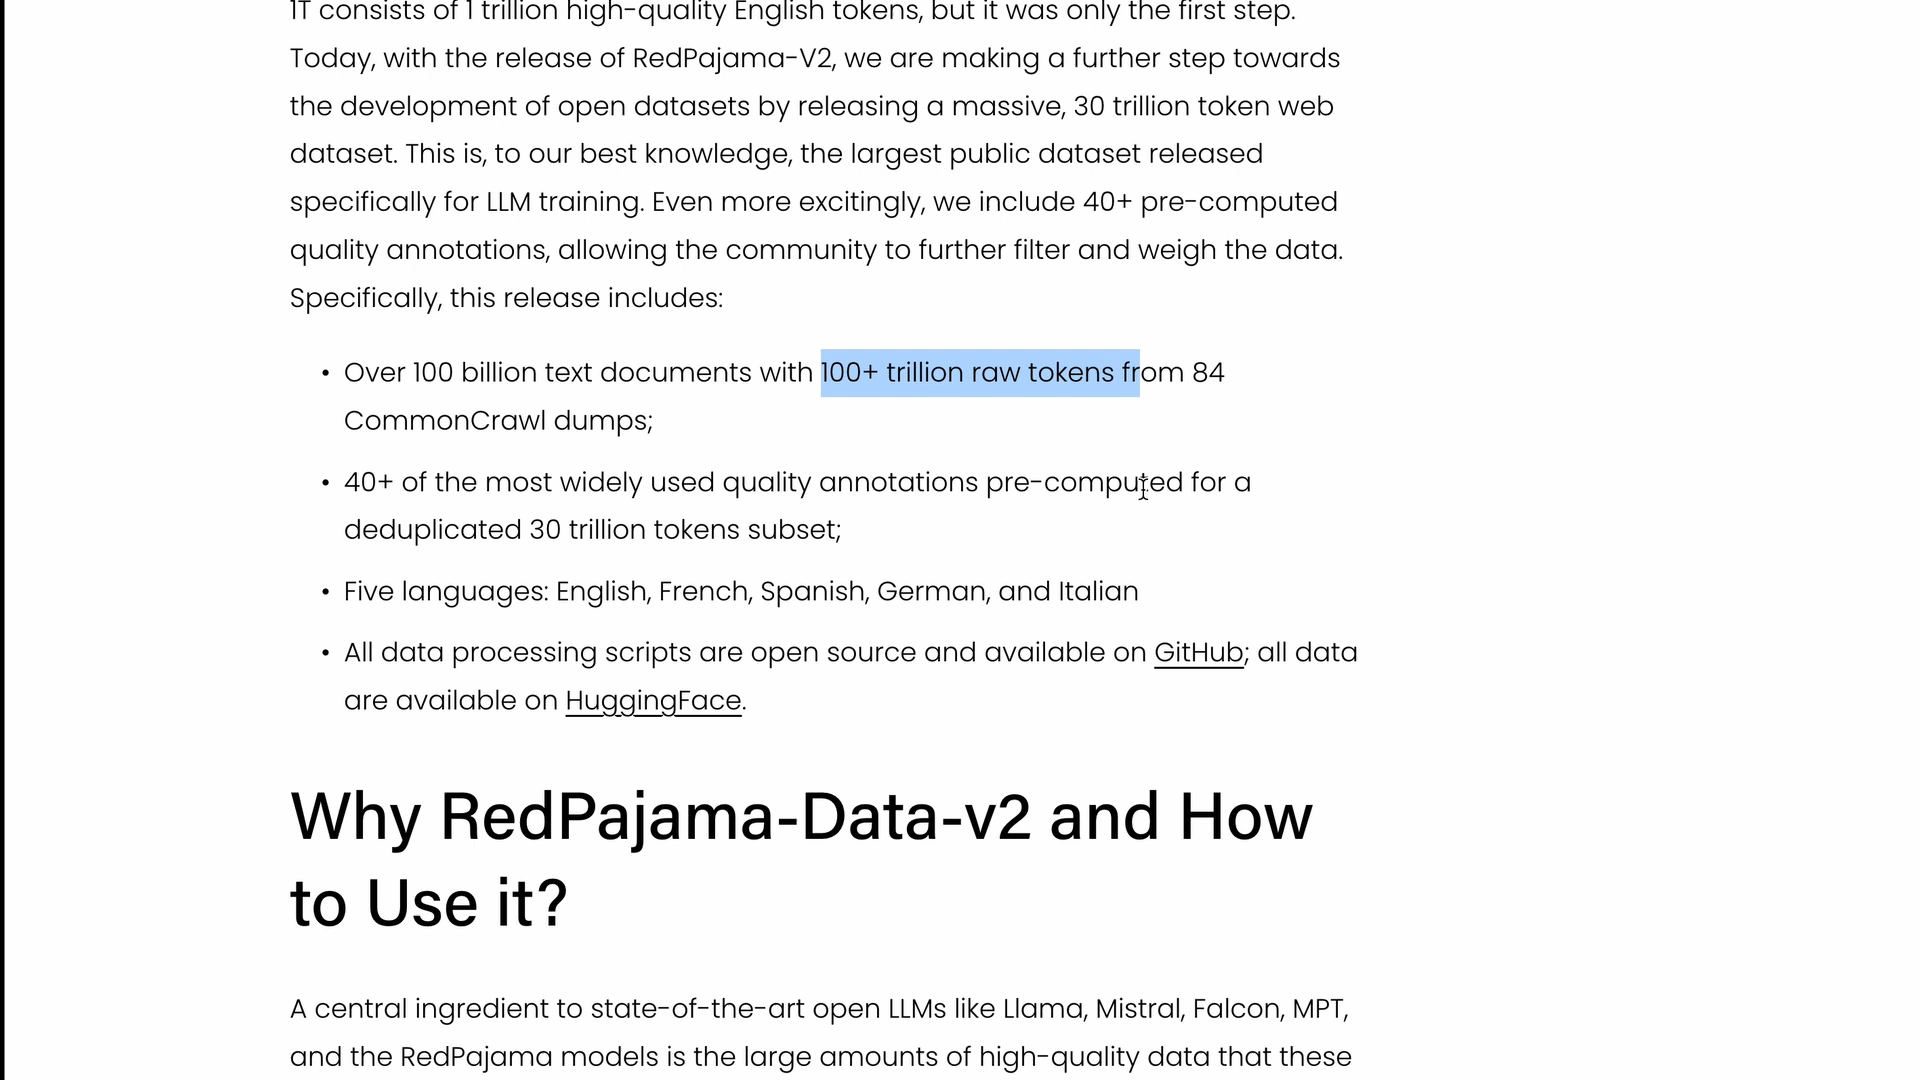 1T consists of 1 trillion high-quality English tokens, but it was only the first step.
Today, with the release of RedPajama-V2, we are making a further step towards
the development of open datasets by releasing a massive, 30 trillion token web
dataset. This is, to our best knowledge, the largest public dataset released
specifically for LLM training. Even more excitingly, we include 40+ pre-computed
quality annotations, allowing the community to further filter and weigh the data.
Specifically, this release includes:
• Over 100 billion text documents with 100+ trillion raw tokens from 84
CommonCrawl dumps;
• 40+ of the most widely used quality annotations pre-computed for a
deduplicated 30 trillion tokens subset;
• Five languages: English, French, Spanish, German, and Italian
• All data processing scripts are open source and available on GitHub; all data
are available on HuggingFace.
Why RedPajama-Data-v2 and How
to Use it?
A central ingredient to state-of-the-art open LLMs like Llama, Mistral, Falcon, MPT,
and the RedPajama models is the large amounts of high-quality data that these